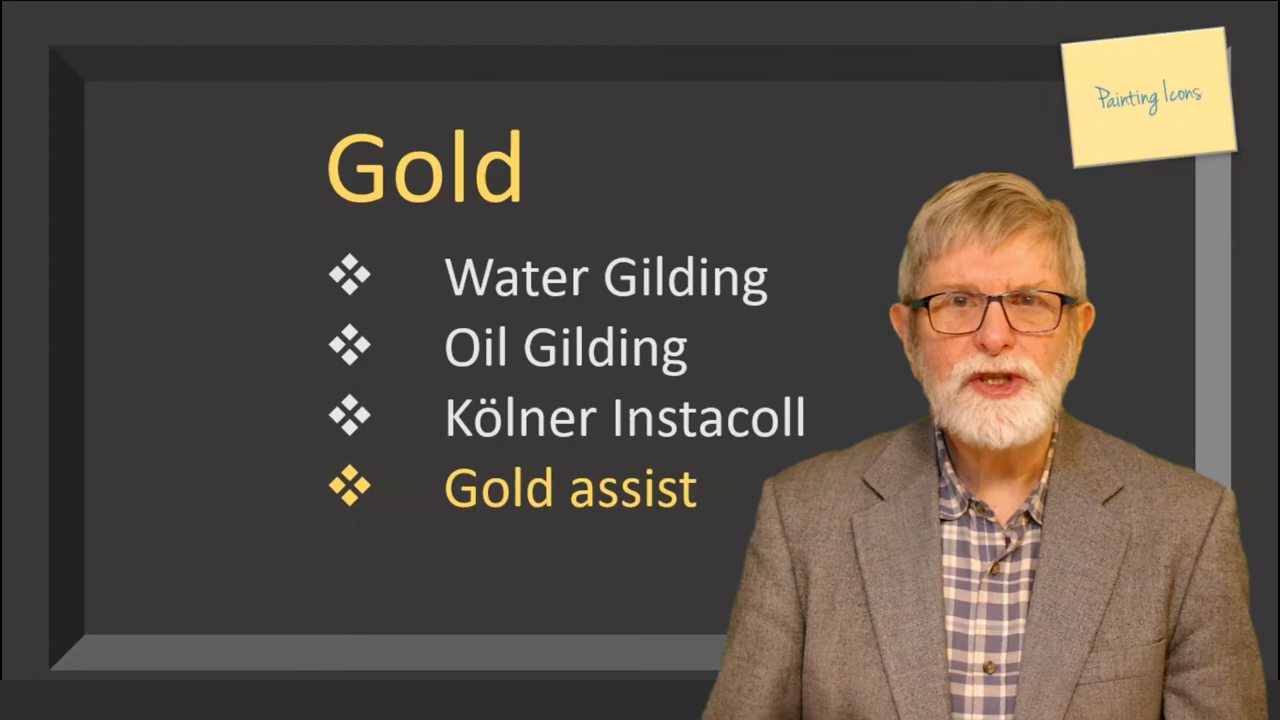 Painting Icons
Gold
❖ Water Gilding
❖ Oil Gilding
❖ Kölner Instacoll
❖ Gold assist